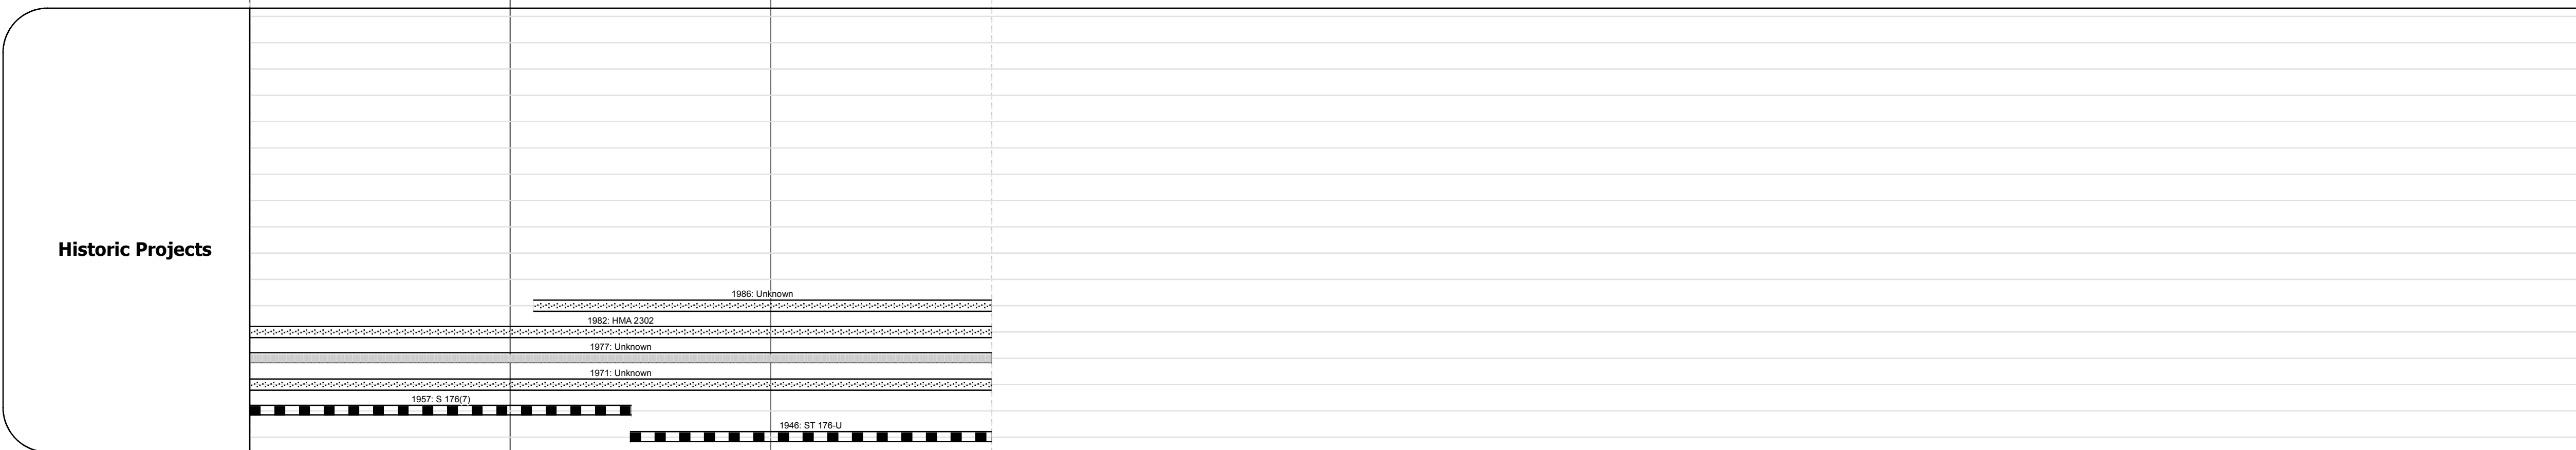 Historic Projects
1986: Unknown
1982: HMA 2302
1977: Unknown
1971: Unknown
1957: S 176(7)
1946: ST 176-U